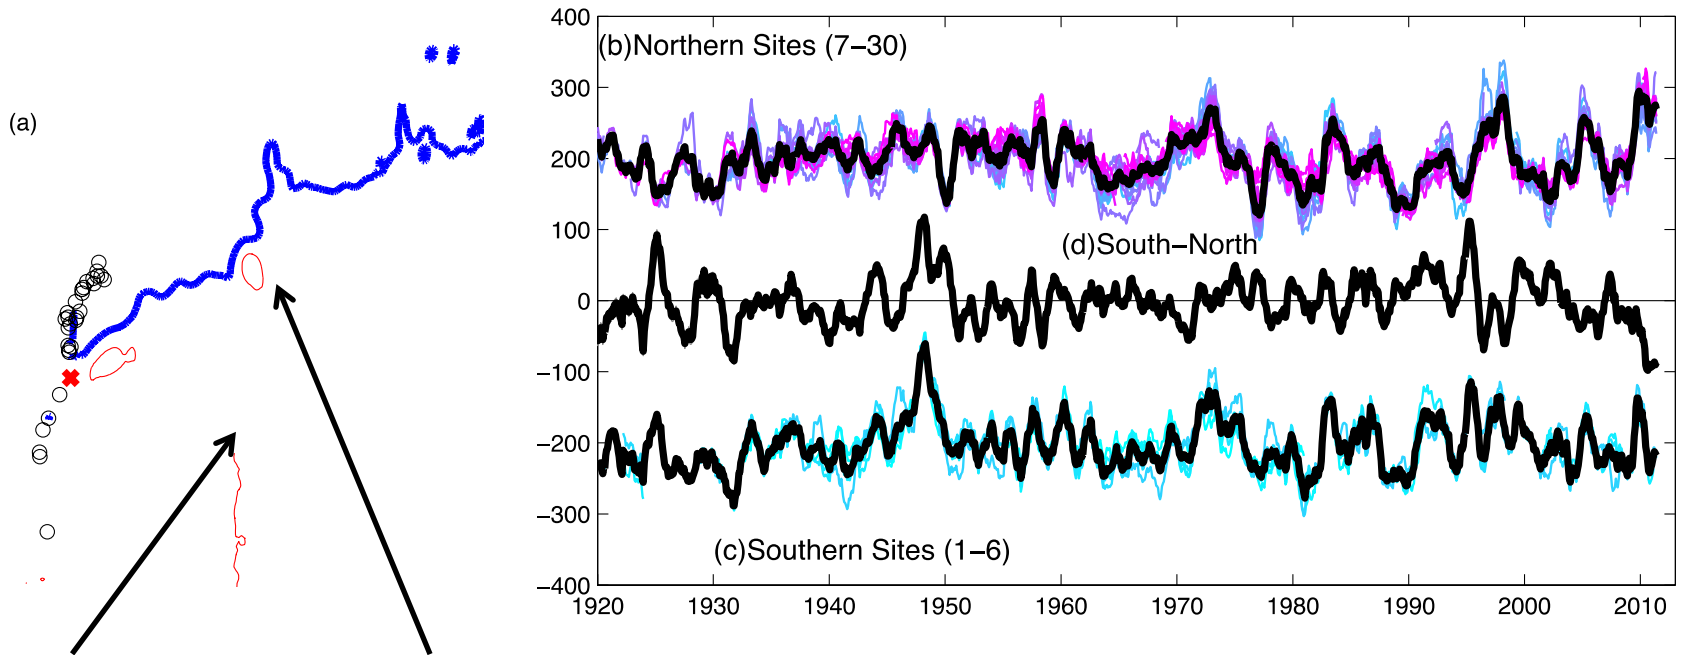 (a)
400
(b)Northern Sites (7–30)
300
200
100
(d)South–North
0
−100
−200
−300
(c)Southern Sites (1–6)
−400
1920 1930 1940 1950 1960 1970 1980 1990 2000 2010